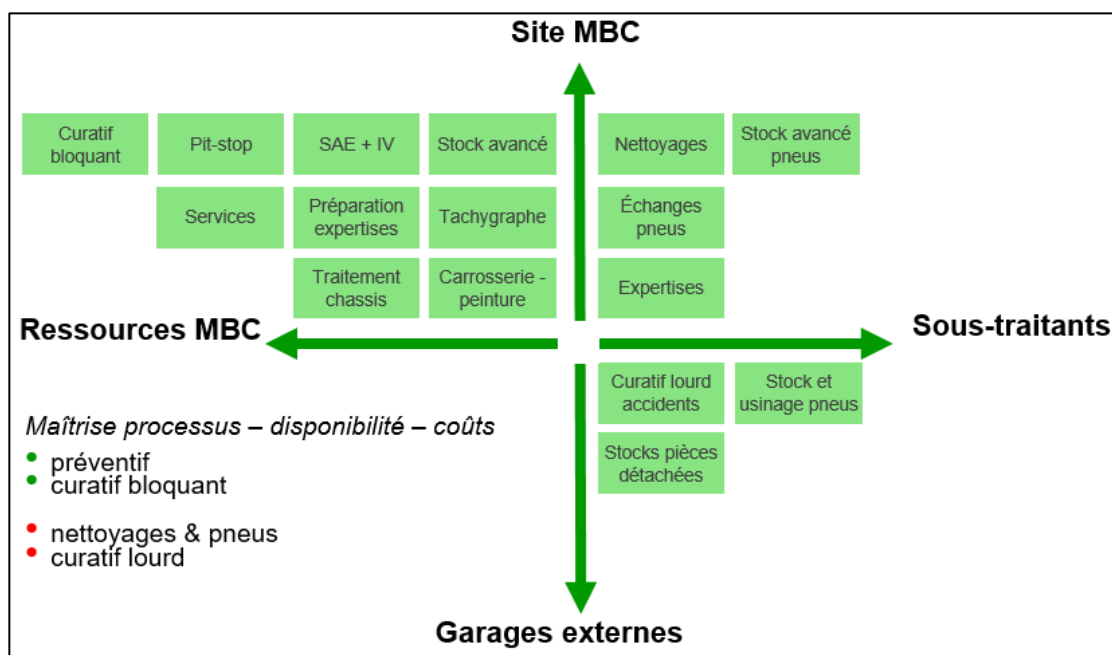 Site MBC
Curatif
bloquant
Pit-stop
SAE + IV
Stock avancé
Nettoyages
Stock avancé
pneus
Services
Préparation
expertises
Tachygraphe
Échanges
pneus
Traitement
chassis
Carrosserie -
peinture
Expertises
Ressources MBC
Sous-traitants
Curatif lourd
accidents
Stock et
usinage pneus
Stocks pièces
détachées
Maîtrise processus – disponibilité – coûts
• préventif
• curatif bloquant
• nettoyages & pneus
• curatif lourd
Garages externes